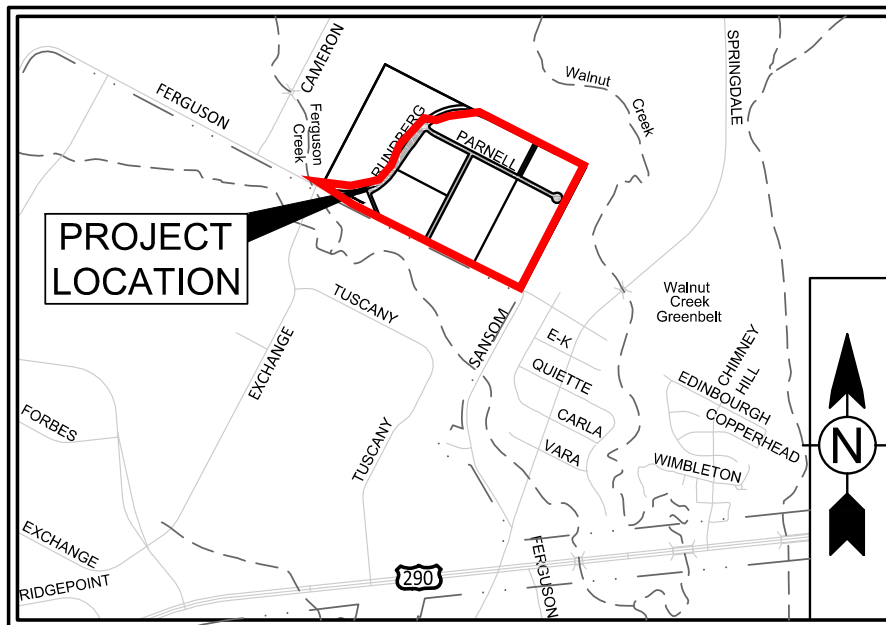 FERGUSON
CAMERON
Ferguson
Creek
RUNDBERG
PARNELL
Walnut
Creek
SPRINGDALE
PROJECT
LOCATION
TUSCANY
EXCHANGE
SANSOM
Walnut
Creek
Greenbelt
E-K
QUIETTE
CARLA
VARA
CHIMNEY
HILL
EDINBOURGH
COPPERHEAD
WIMBLETON
FORBES
TUSCANY
EXCHANGE
RIDGEPOINT
290
FERGUSON
N